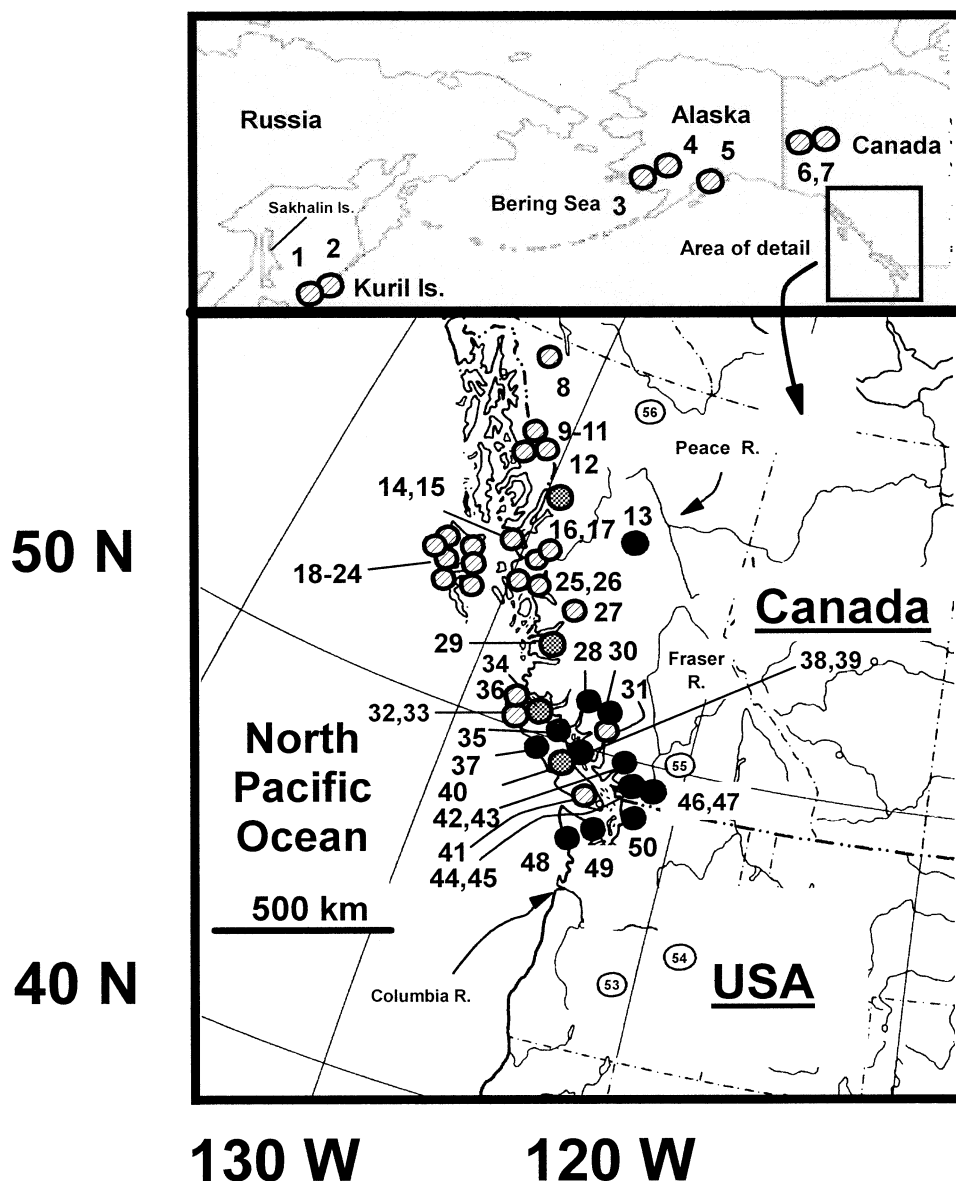 Russia
Alaska
4
5
Canada
6,7
Sakhalin Is.
Bering Sea
3
1
2
Kuril Is.
Area of detail
8
9-11
56
12
Peace R.
14,15
16,17
13
50 N
18-24
25,26
27
Canada
29
28
30
34
Fraser
R.
38,39
36
31
32,33
35
North
Pacific
Ocean
37
55
40
46,47
42,43
41
44,45
48
49
50
500 km
40 N
54
53
USA
Columbia R.
130 W
120 W